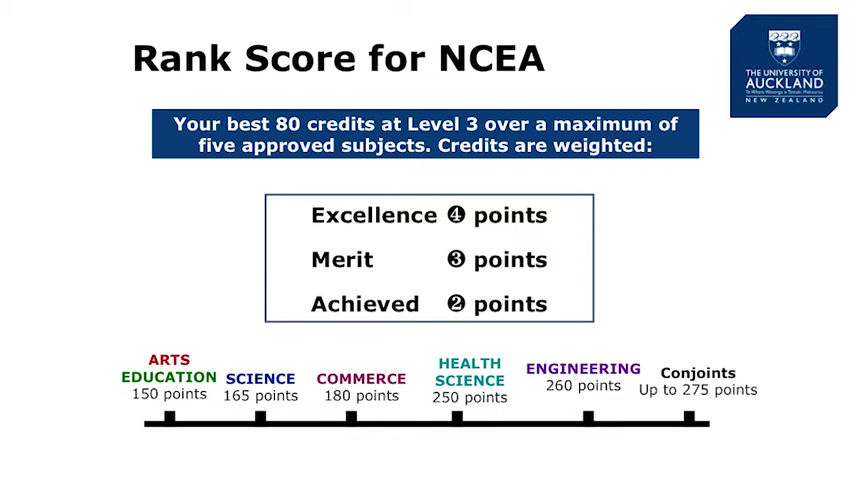 Rank Score for NCEA
THE UNIVERSITY OF
AUCKLAND
NEW ZEALAND
Your best 80 credits at Level 3 over a maximum of
five approved subjects. Credits are weighted:
Excellence ❹ points
Merit ❸ points
Achieved ❷ points
ARTS
EDUCATION
150 points
SCIENCE
165 points
COMMERCE
180 points
HEALTH
SCIENCE
250 points
ENGINEERING
260 points
Conjoints
Up to 275 points